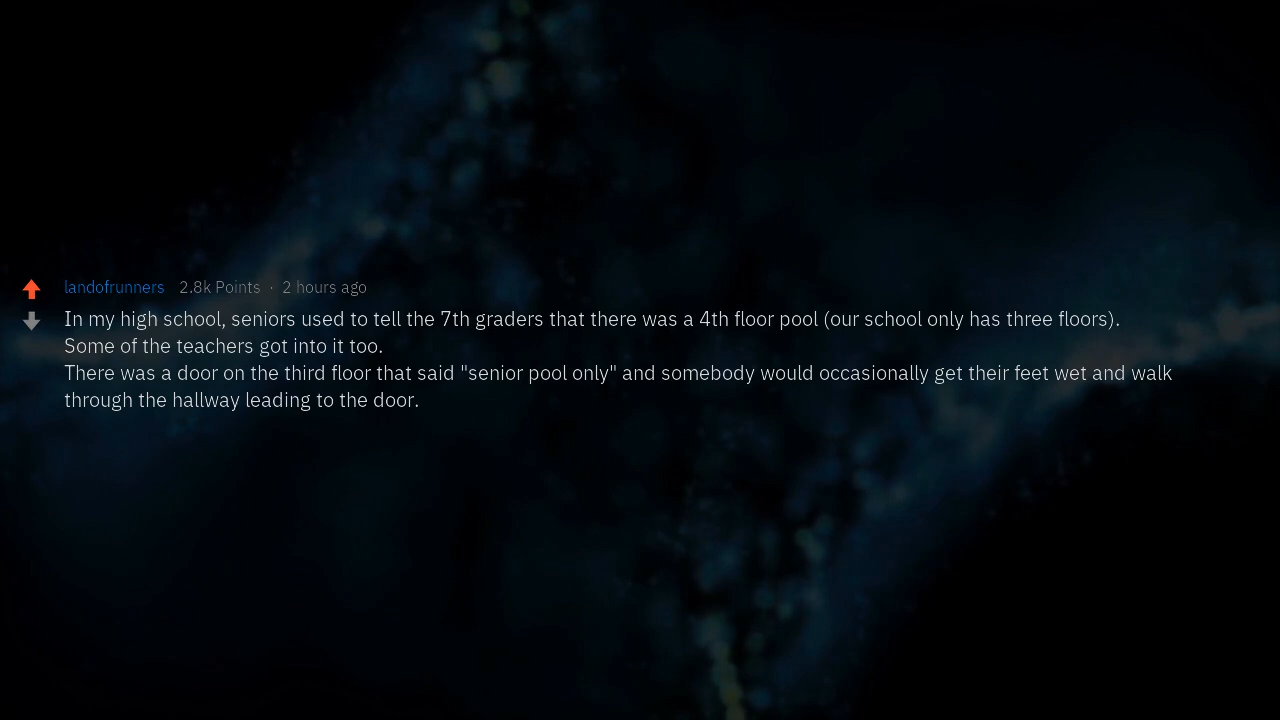 landofrunners 2.8k Points · 2 hours ago
In my high school, seniors used to tell the 7th graders that there was a 4th floor pool (our school only has three floors).
Some of the teachers got into it too.
There was a door on the third floor that said "senior pool only" and somebody would occasionally get their feet wet and walk
through the hallway leading to the door.